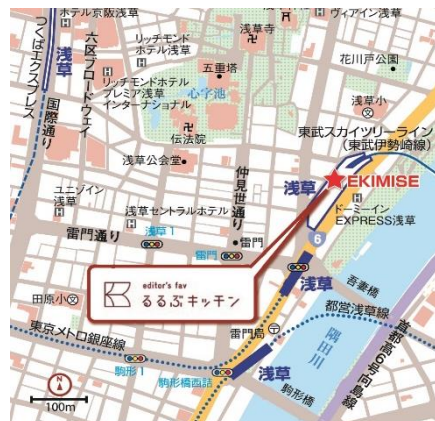 ホテル京阪浅草
ヴィアイン浅草
浅草寺
六区ブロードウェイ
リッチモンド
ホテル浅草
五重塔
花川戸公園
つくばエクスプレス
浅草
リッチモンドホテル
プレミア浅草
インターナショナル
心字池
浅草小
国際通り
伝法院
東武スカイツリーライン
(東武伊勢崎線)
浅草公会堂
仲見世通り
浅草
EKIMISE
ユニゾイン
浅草
浅草セントラルホテル
ドーミーイン
EXPRESS浅草
雷門通り
浅草1
雷門
雷門
6
editor's fav
るるぶキッチン
浅草
吾妻橋
田原小
都営浅草線
雷門局
隅田川
首都高6号向島線
東京メトロ銀座線
駒形1
駒形橋西詰
浅草
駒形橋
N
100m